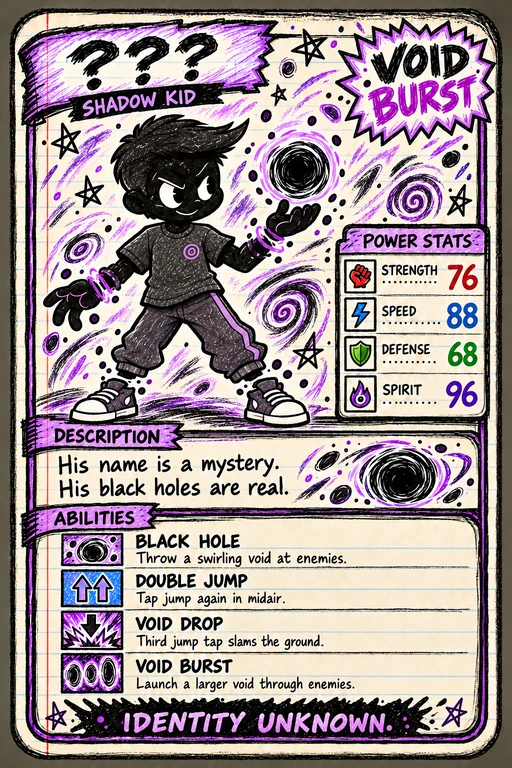 ???
SHADOW KID
VOID
BURST
POWER STATS
STRENGTH 76
SPEED 88
DEFENSE 68
SPIRIT 96
DESCRIPTION
His name is a mystery.
His black holes are real.
ABILITIES
BLACK HOLE
Throw a swirling void at enemies.
DOUBLE JUMP
Tap jump again in midair.
VOID DROP
Third jump tap slams the ground.
VOID BURST
Launch a larger void through enemies.
IDENTITY UNKNOWN.